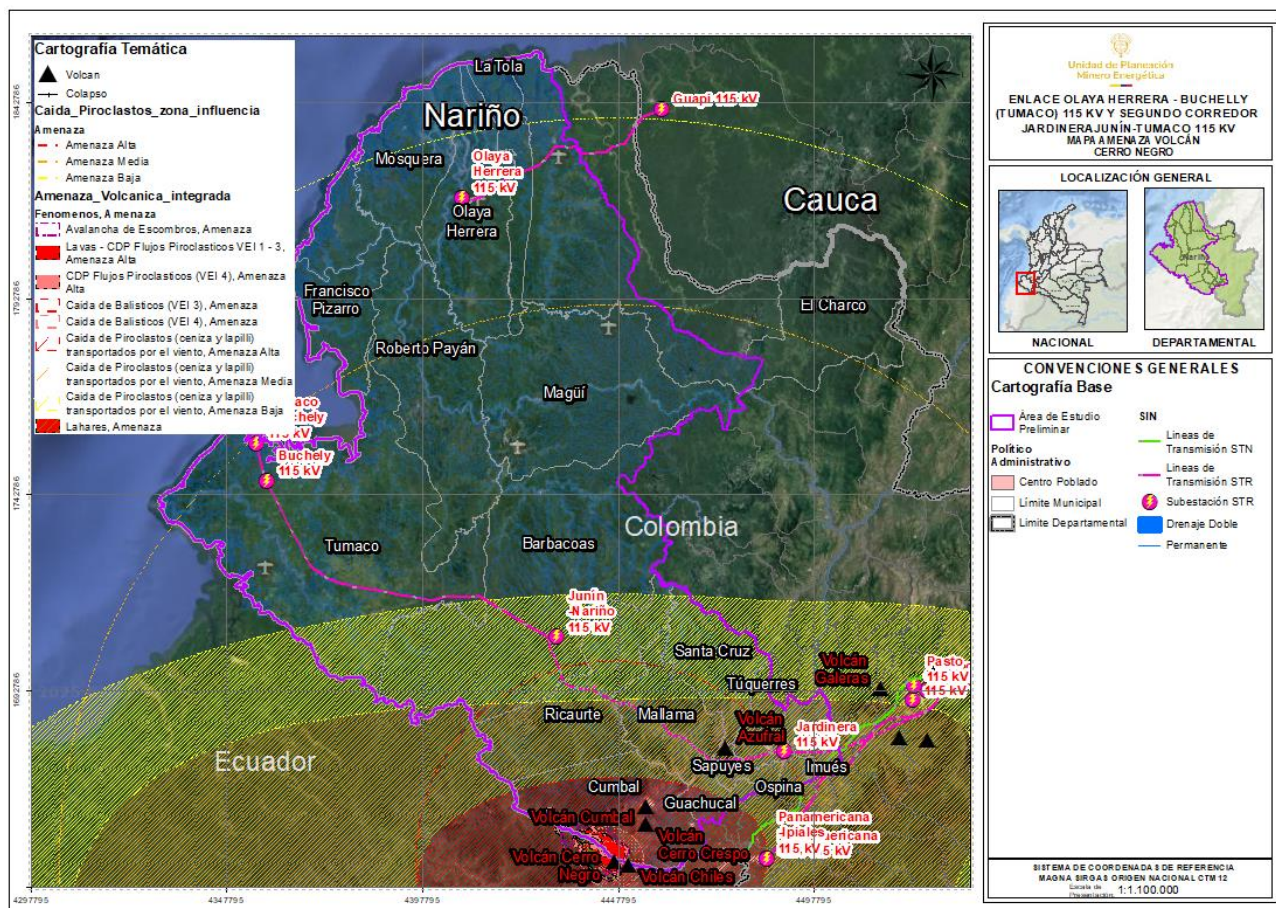 Cartografía Temática
Volcan
Colapso
Caida_Piroclastos_zona_influencia
Amenaza
Amenaza Alta
Amenaza Media
Amenaza Baja
Amenaza_Volcanica_integrada
Fenomenos, Amenaza
Avalancha de Escombros, Amenaza
Lavas - CDP Flujos Piroclasticos VEI 1 - 3,
Amenaza Alta
CDP Flujos Piroclasticos (VEI 4), Amenaza
Alta
Caida de Balisticos (VEI 3), Amenaza
Caida de Balisticos (VEI 4), Amenaza
Caida de Piroclastos (ceniza y lapilli)
transportados por el viento, Amenaza Alta
Caida de Piroclastos (ceniza y lapilli)
transportados por el viento, Amenaza Media
Caida de Piroclastos (ceniza y lapilli)
transportados por el viento, Amenaza Baja
Lahares, Amenaza
La Tola
Nariño
Guapi 115 kV
Mosquera
Olaya
Herrera
115 kV
Olaya
Herrera
Cauca
Francisco
Pizarro
El Charco
Roberto Payán
Magüí
115 kV
Buchely
115 kV
Colombia
Tumaco
Barbacoas
Junín
-Nariño
115 kV
Santa Cruz
Túquerres
Volcán
Galeras
Pasto
115 kV
115 kV
Ricaurte
Mallama
Volcán
Azufral
Jardinera
115 kV
Ecuador
Sapuyes
Imués
Ospina
Cumbal
Guachucal
Volcán Cumbal
Panamericana
-Ipiales
115 kV
Volcán
Cerro Crespo
Volcán Cerro
Negro
Volcán Chiles
1842786
1792786
1742786
1692786
4297795
4347795
4397795
4447795
4497795
Unidad de Planeación
Minero Energética
ENLACE OLAYA HERRERA - BUCHELLY
(TUMACO) 115 KV Y SEGUNDO CORREDOR
JARDINERAJUNÍN-TUMACO 115 KV
MAPA AMENAZA VOLCÁN
CERRO NEGRO
LOCALIZACIÓN GENERAL
NACIONAL
DEPARTAMENTAL
CONVENCIONES GENERALES
Cartografía Base
Área de Estudio
Preliminar
Político
Administrativo
Centro Poblado
Límite Municipal
Limite Departamental
SIN
Lineas de
Transmisión STN
Lineas de
Transmisión STR
Subestación STR
Drenaje Doble
Permanente
SISTEMA DE COORDENADAS DE REFERENCIA
MAGNA SIRGAS ORIGEN NACIONAL CTM 12
Escala de
Presentación:
1:1.100.000